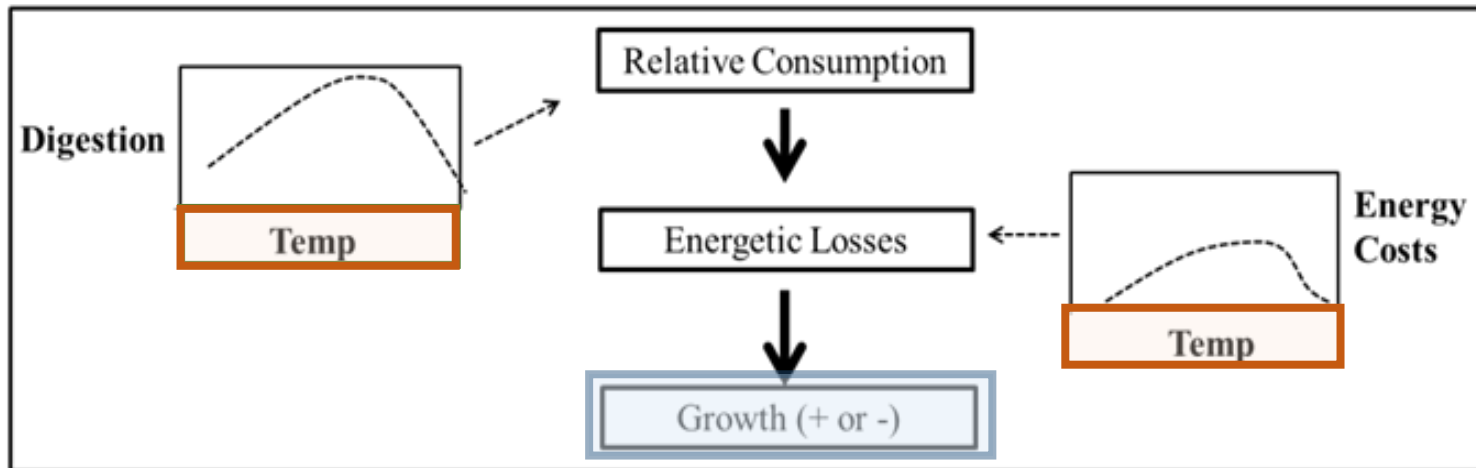 Relative Consumption
Digestion
Temp
Energetic Losses
Energy
Costs
Temp
Growth (+ or -)